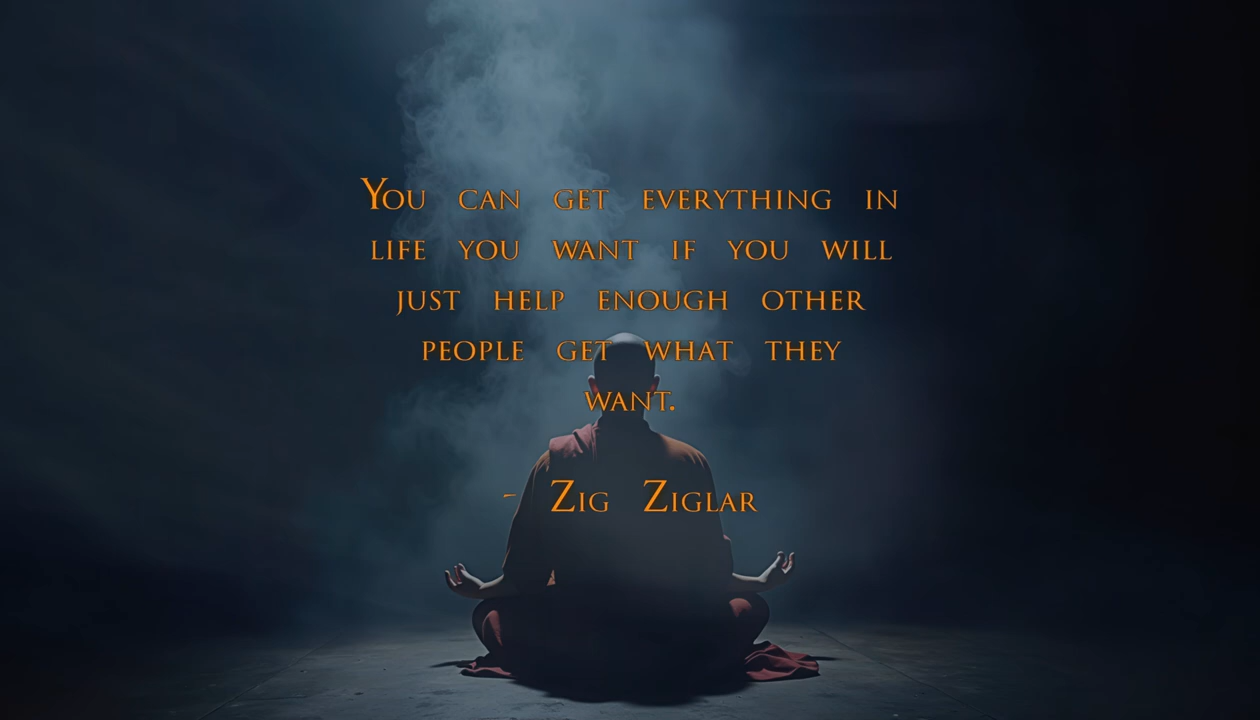 You can get everything in
life you want if you will
just help enough other
people get what they
want.
- Zig Ziglar